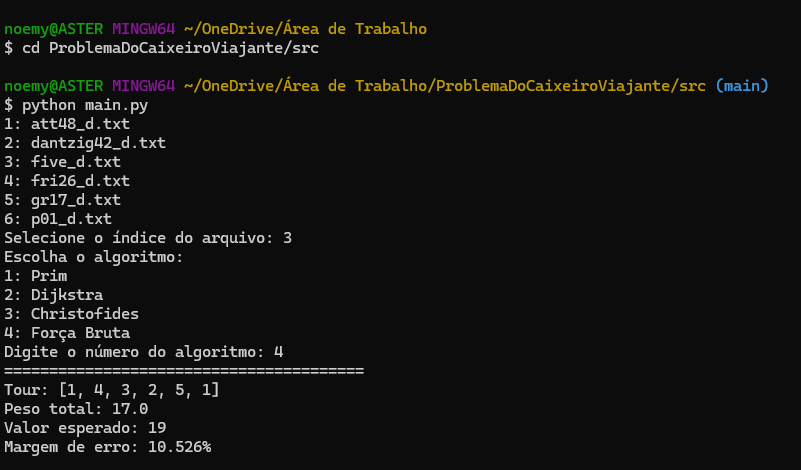 noemy@ASTER MINGW64 ~/OneDrive/Área de Trabalho
$ cd ProblemaDoCaixeiroViajante/src
noemy@ASTER MINGW64 ~/OneDrive/Área de Trabalho/ProblemaDoCaixeiroViajante/src (main)
$ python main.py
1: att48_d.txt
2: dantzig42_d.txt
3: five_d.txt
4: fri26_d.txt
5: gr17_d.txt
6: p01_d.txt
Selecione o índice do arquivo: 3
Escolha o algoritmo:
1: Prim
2: Dijkstra
3: Christofides
4: Força Bruta
Digite o número do algoritmo: 4
========================================
Tour: [1, 4, 3, 2, 5, 1]
Peso total: 17.0
Valor esperado: 19
Margem de erro: 10.526%